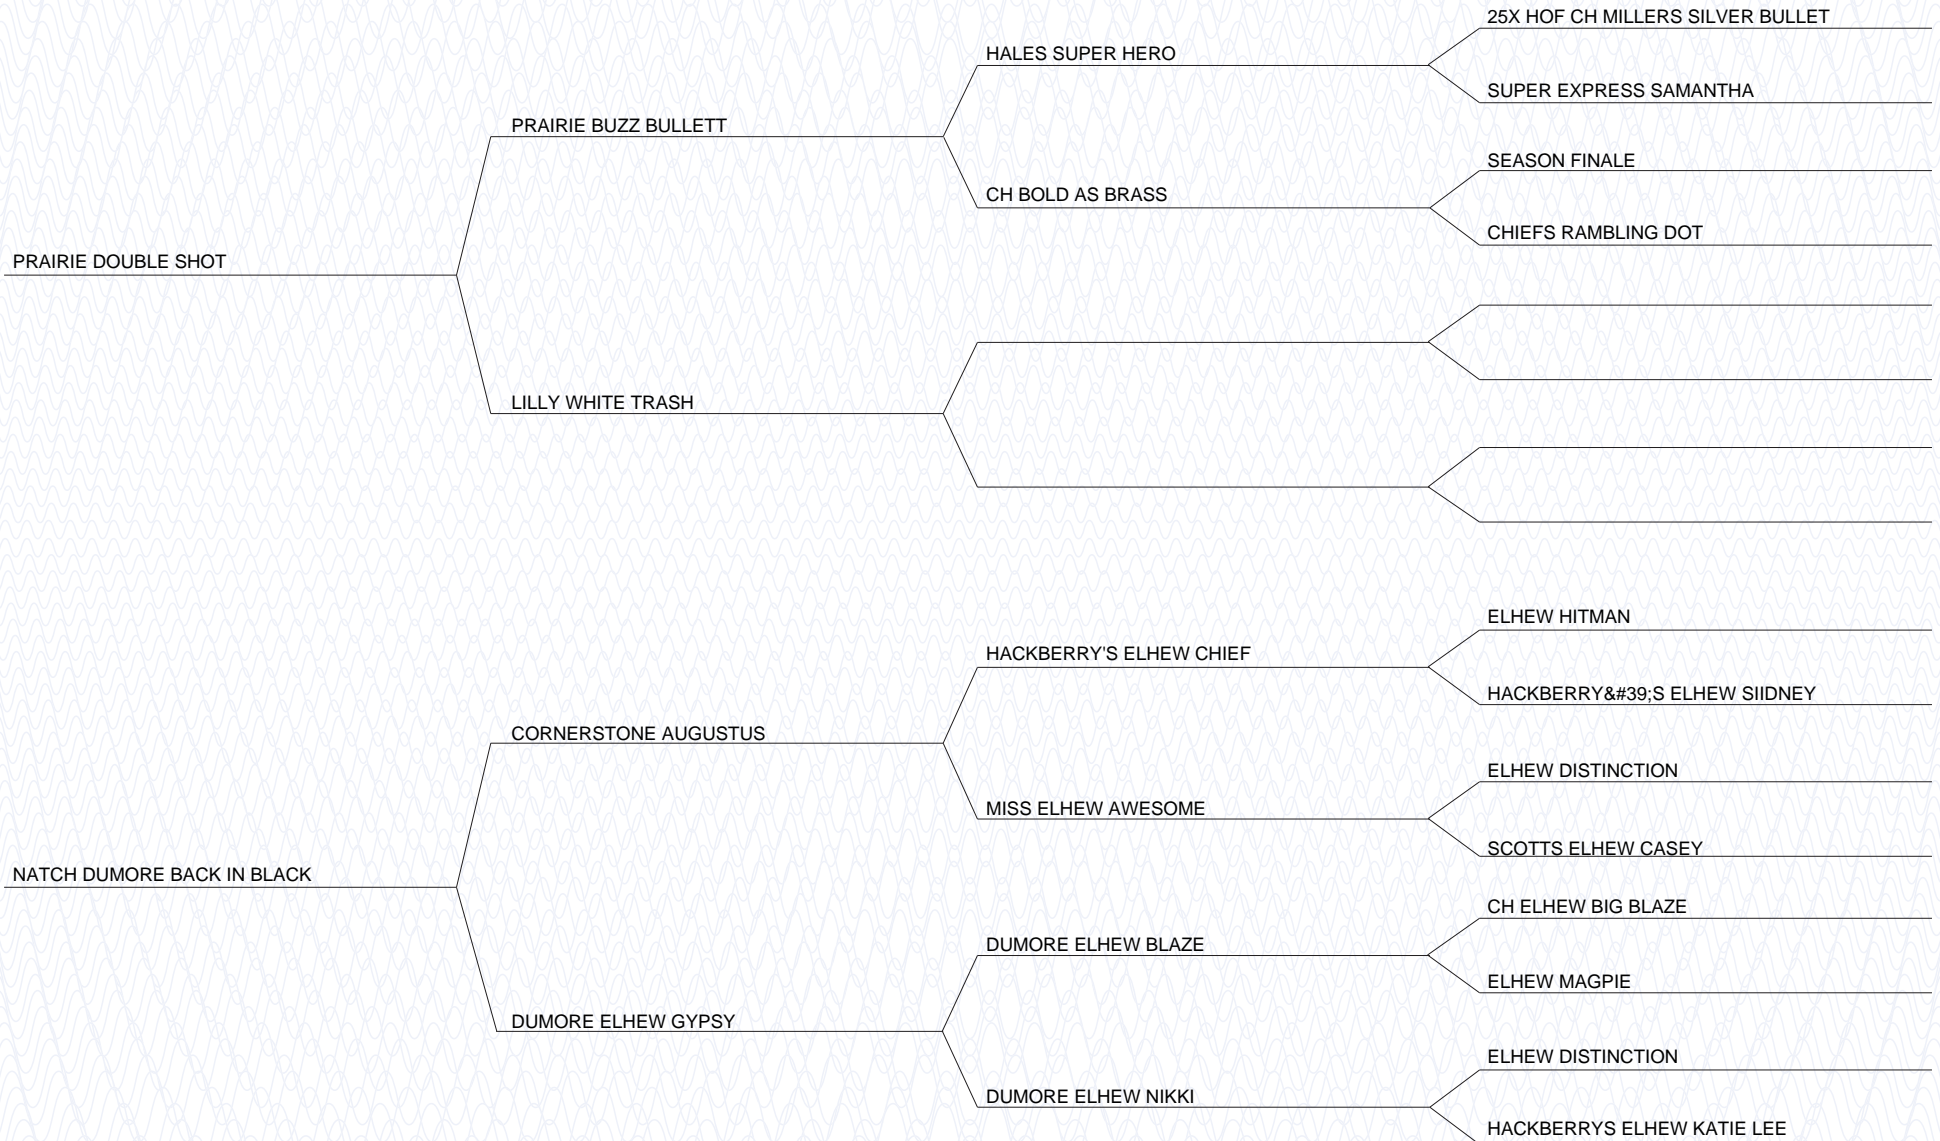 25X HOF CH MILLERS SILVER BULLET
HALES SUPER HERO
SUPER EXPRESS SAMANTHA
PRAIRIE BUZZ BULLETT
SEASON FINALE
CH BOLD AS BRASS
CHIEFS RAMBLING DOT
PRAIRIE DOUBLE SHOT
LILLY WHITE TRASH
ELHEW HITMAN
HACKBERRY'S ELHEW CHIEF
HACKBERRY&#39;S ELHEW SIIDNEY
CORNERSTONE AUGUSTUS
ELHEW DISTINCTION
MISS ELHEW AWESOME
SCOTTS ELHEW CASEY
NATCH DUMORE BACK IN BLACK
CH ELHEW BIG BLAZE
DUMORE ELHEW BLAZE
ELHEW MAGPIE
DUMORE ELHEW GYPSY
ELHEW DISTINCTION
DUMORE ELHEW NIKKI
HACKBERRYS ELHEW KATIE LEE